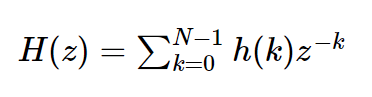 H(z) = ∑_{k=0}^{N−1} h(k)z^{−k}